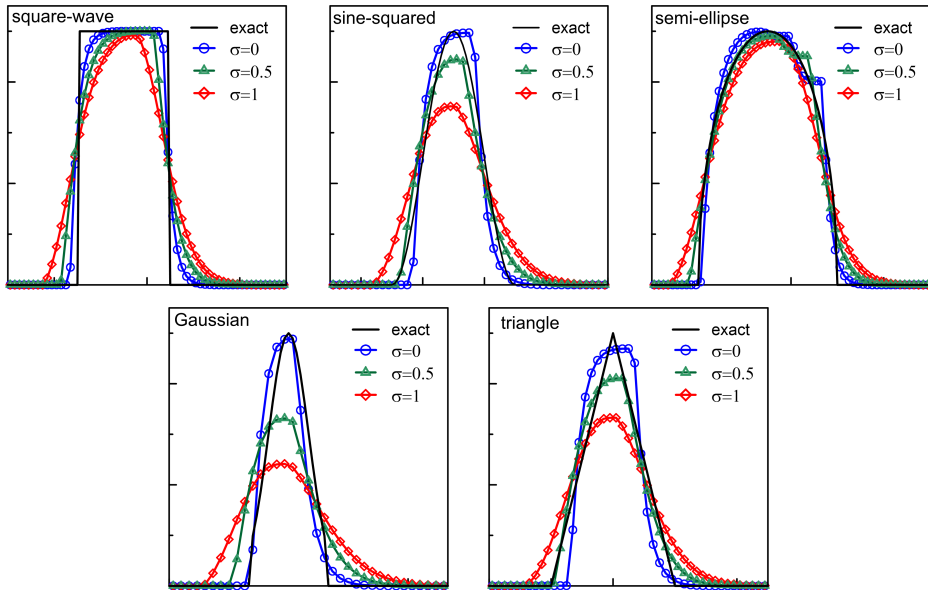 square-wave
exact
σ=0
σ=0.5
σ=1
sine-squared
exact
σ=0
σ=0.5
σ=1
semi-ellipse
exact
σ=0
σ=0.5
σ=1
Gaussian
exact
σ=0
σ=0.5
σ=1
triangle
exact
σ=0
σ=0.5
σ=1